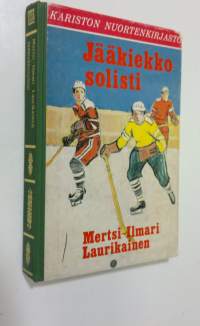 KARISTON NUORTENKIRJASTO
Jääkiekko
solisti
Mertsi-Ilmari
Laurikainen